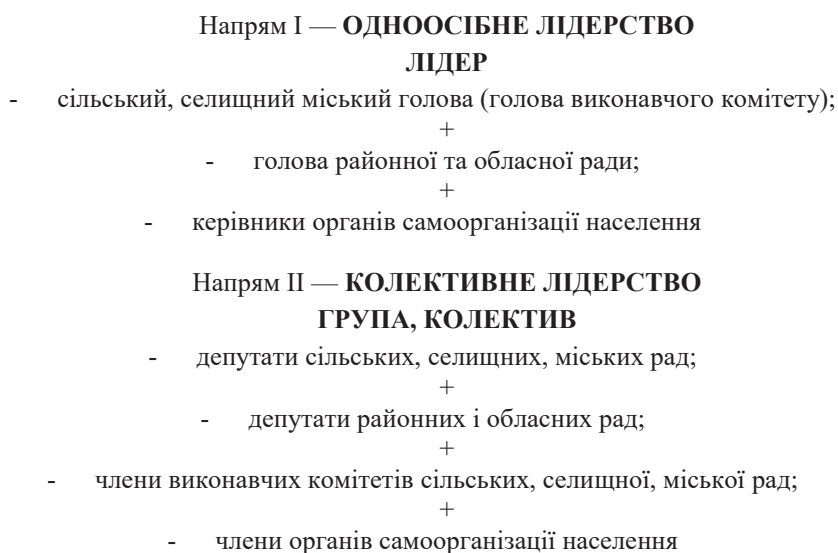 Напрям I — ОДНООСІБНЕ ЛІДЕРСТВО
ЛІДЕР
- сільський, селищний міський голова (голова виконавчого комітету);
+
- голова районної та обласної ради;
+
- керівники органів самоорганізації населення
Напрям II — КОЛЕКТИВНЕ ЛІДЕРСТВО
ГРУПА, КОЛЕКТИВ
- депутати сільських, селищних, міських рад;
+
- депутати районних і обласних рад;
+
- члени виконавчих комітетів сільських, селищної, міської рад;
+
- члени органів самоорганізації населення